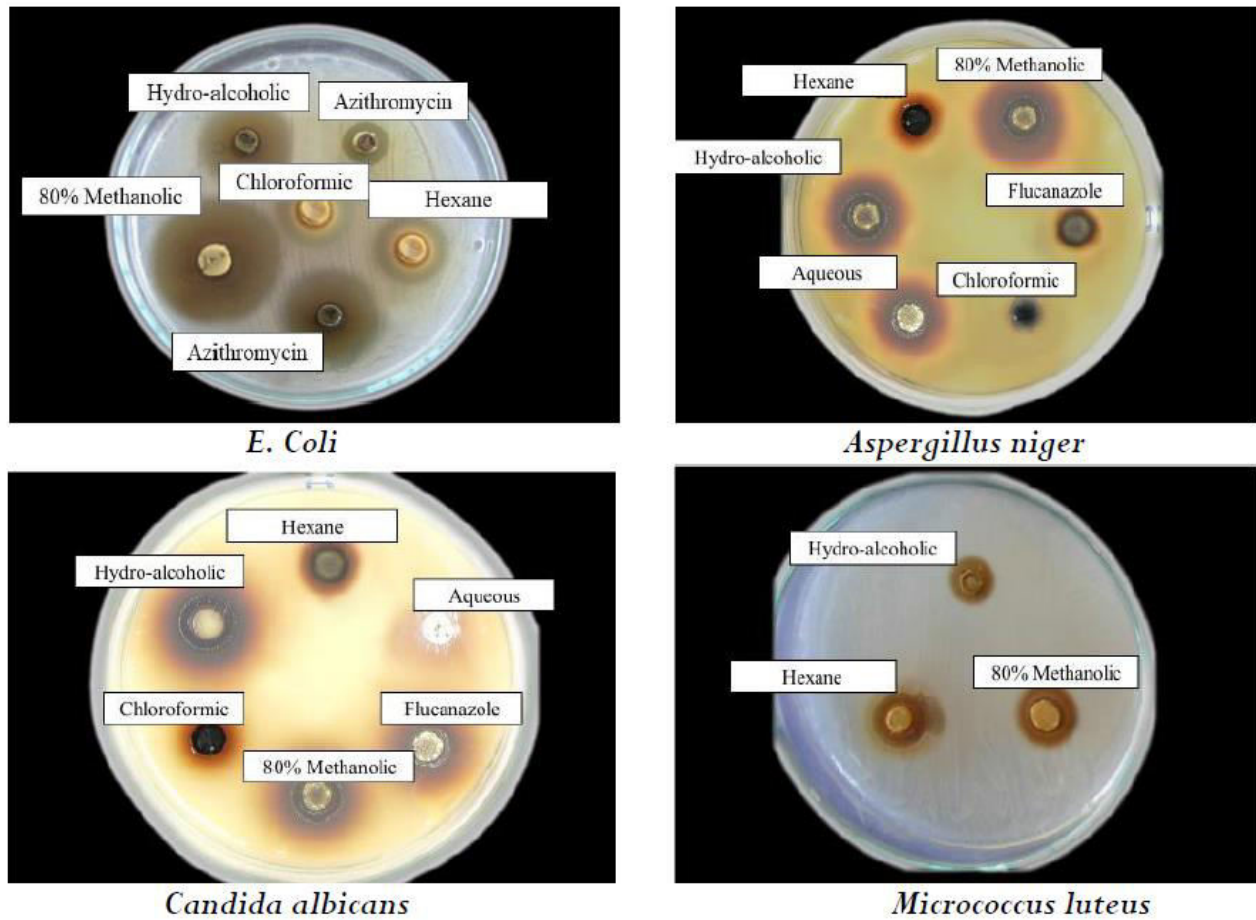 Hydro-alcoholic
Azithromycin
80% Methanolic
Chloroformic
Hexane
Azithromycin
E. Coli
Hexane
80% Methanolic
Hydro-alcoholic
Flucanazole
Aqueous
Chloroformic
Aspergillus niger
Hexane
Hydro-alcoholic
Aqueous
Chloroformic
Flucanazole
80% Methanolic
Candida albicans
Hydro-alcoholic
Hexane
80% Methanolic
Micrococcus luteus